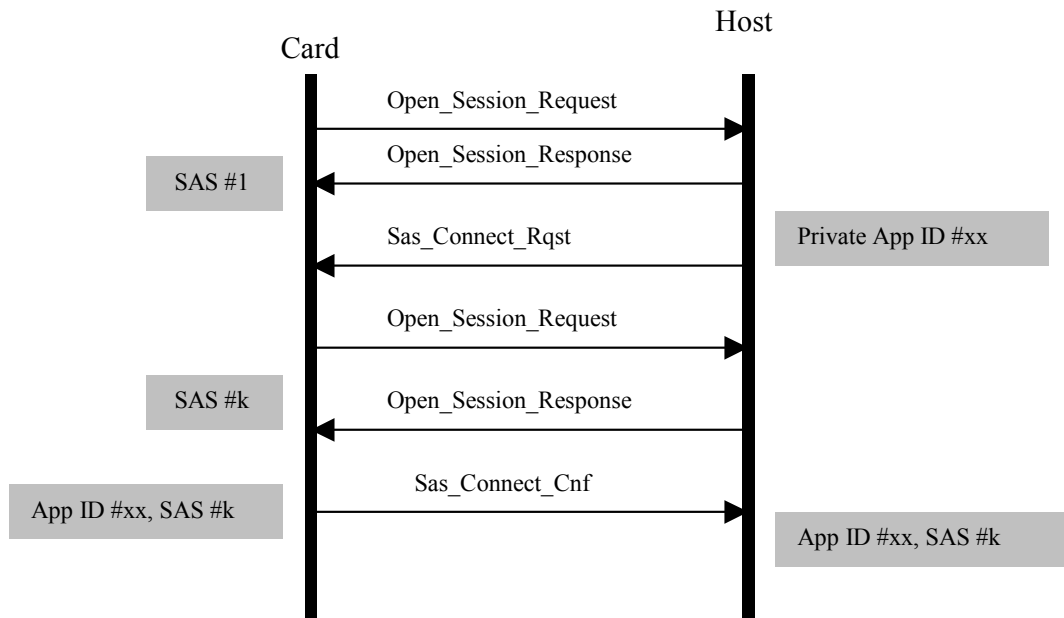 Host
Card
Open_Session_Request
Open_Session_Response
SAS #1
Sas_Connect_Rqst
Private App ID #xx
Open_Session_Request
SAS #k
Open_Session_Response
Sas_Connect_Cnf
App ID #xx, SAS #k
App ID #xx, SAS #k